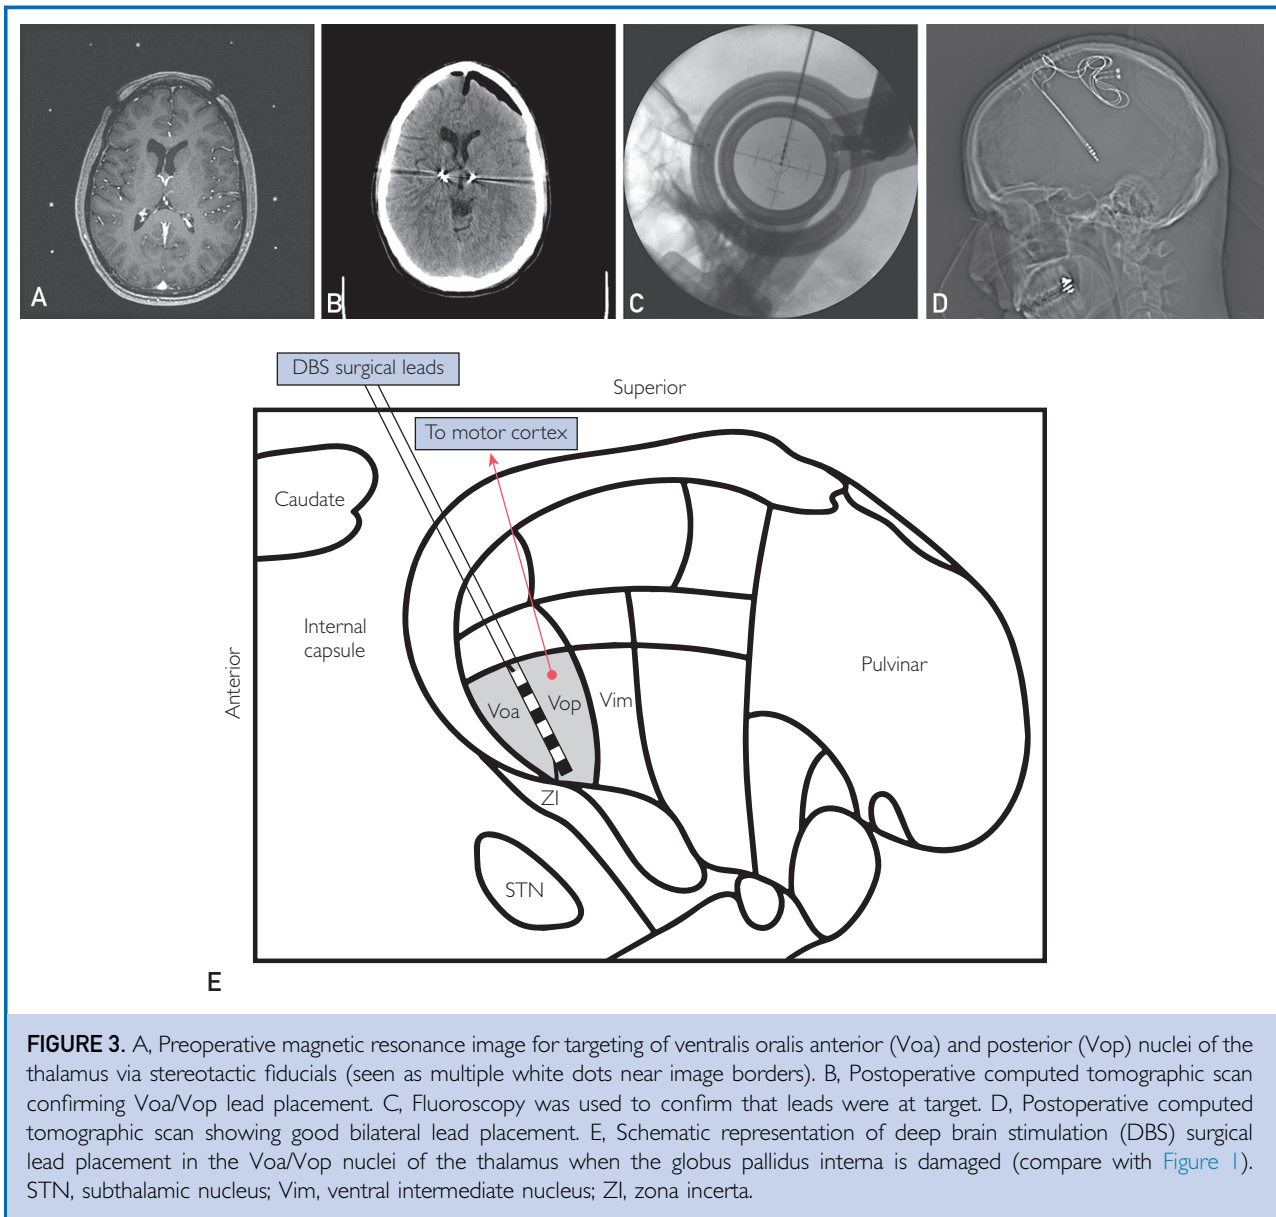 A
B
C
D
DBS surgical leads
Superior
To motor cortex
Caudate
Internal
capsule
Anterior
Pulvinar
Voa
Vop
Vim
ZI
STN
E
FIGURE 3. A, Preoperative magnetic resonance image for targeting of ventralis oralis anterior (Voa) and posterior (Vop) nuclei of the
thalamus via stereotactic fiducials (seen as multiple white dots near image borders). B, Postoperative computed tomographic scan
confirming Voa/Vop lead placement. C, Fluoroscopy was used to confirm that leads were at target. D, Postoperative computed
tomographic scan showing good bilateral lead placement. E, Schematic representation of deep brain stimulation (DBS) surgical
lead placement in the Voa/Vop nuclei of the thalamus when the globus pallidus interna is damaged (compare with Figure 1).
STN, subthalamic nucleus; Vim, ventral intermediate nucleus; ZI, zona incerta.